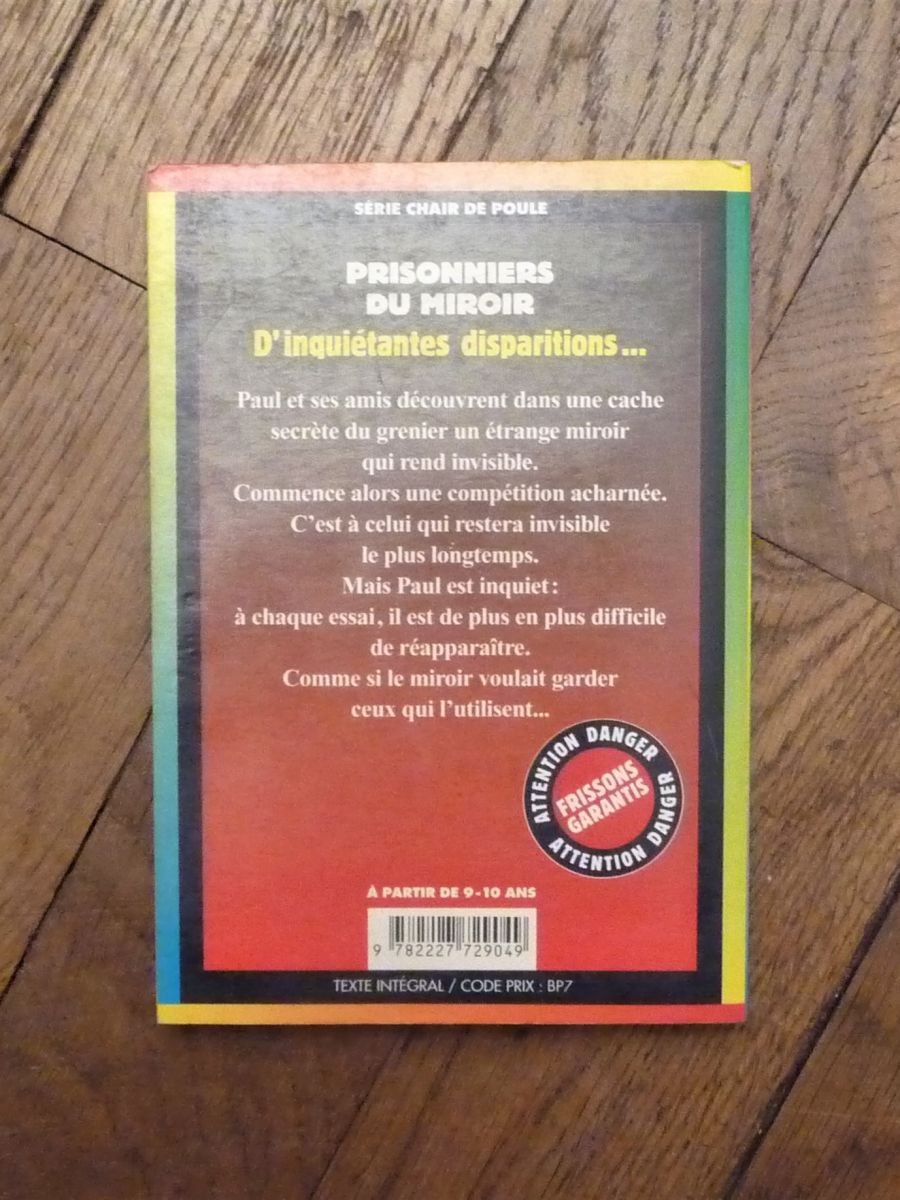 SÉRIE CHAIR DE POULE
PRISONNIERS
DU MIROIR
D'inquiétantes disparitions...
Paul et ses amis découvrent dans une cache
secrète du grenier un étrange miroir
qui rend invisible.
Commence alors une compétition acharnée.
C'est à celui qui restera invisible
le plus longtemps.
Mais Paul est inquiet :
à chaque essai, il est de plus en plus difficile
de réapparaître.
Comme si le miroir voulait garder
ceux qui l'utilisent...
ATTENTION DANGER
FRISSONS
GARANTIS
ATTENTION DANGER
À PARTIR DE 9-10 ANS
9 782227 729049
TEXTE INTÉGRAL / CODE PRIX : BP7